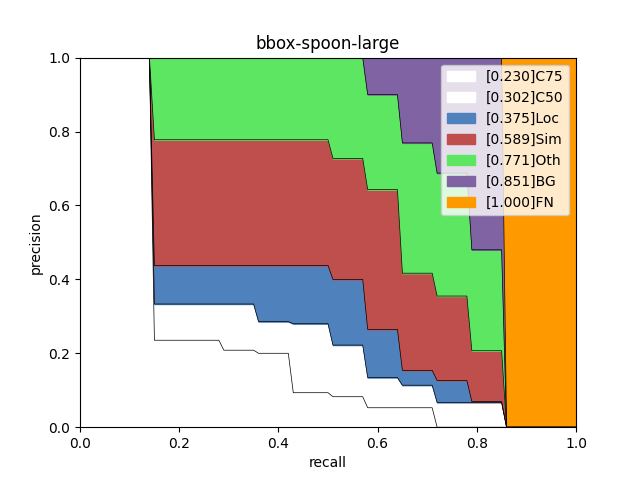 bbox-spoon-large
1.0
0.8
0.6
0.4
0.2
0.0
precision
[0.230]C75
[0.302]C50
[0.375]Loc
[0.589]Sim
[0.771]Oth
[0.851]BG
[1.000]FN
0.0 0.2 0.4 0.6 0.8 1.0
recall